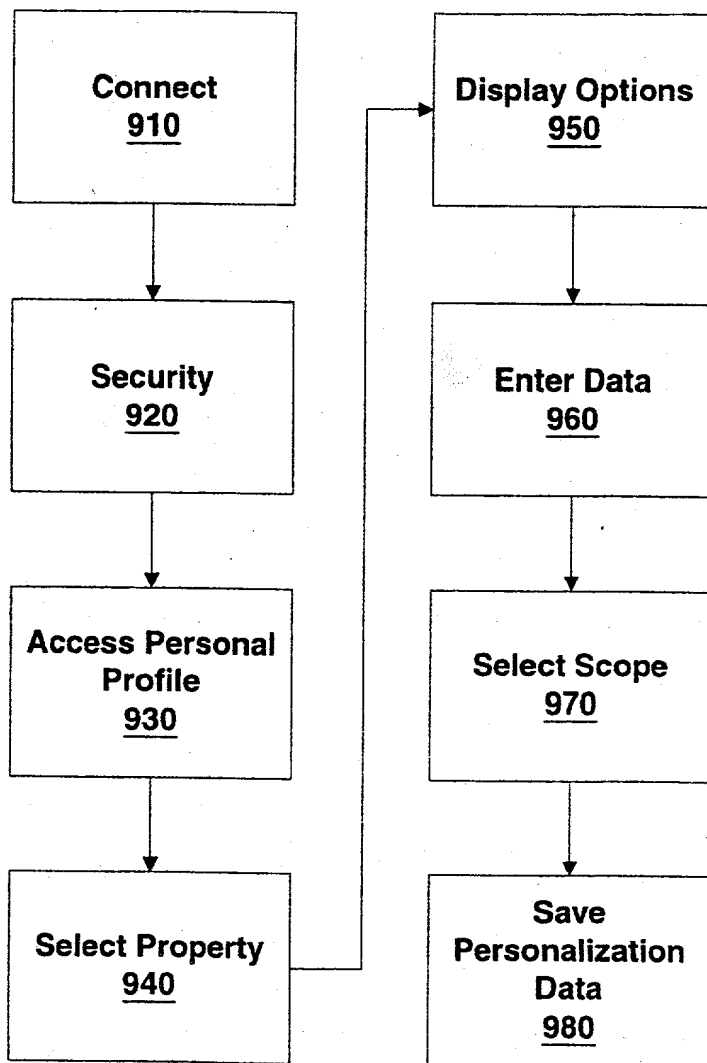 Connect
910
Security
920
Access Personal
Profile
930
Select Property
940
Display Options
950
Enter Data
960
Select Scope
970
Save
Personalization
Data
980